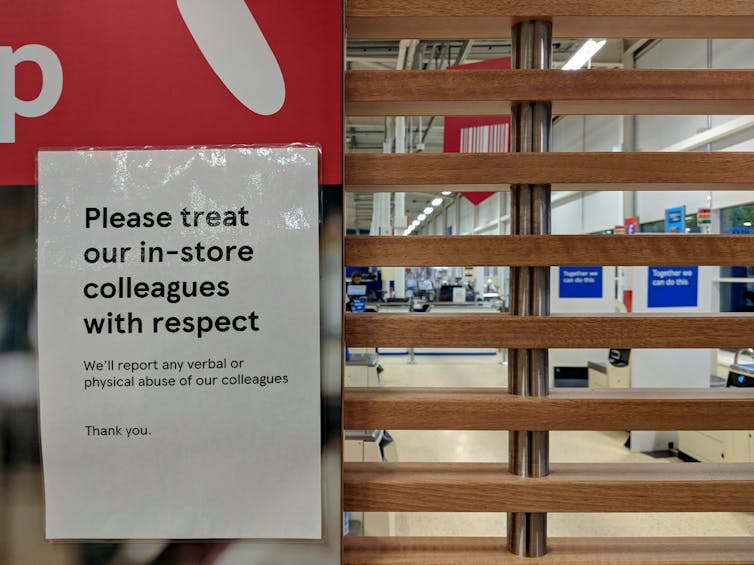 p
Please treat
our in-store
colleagues
with respect
We'll report any verbal or
physical abuse of our colleagues
Thank you.
Together we
can do this
Together we
can do this